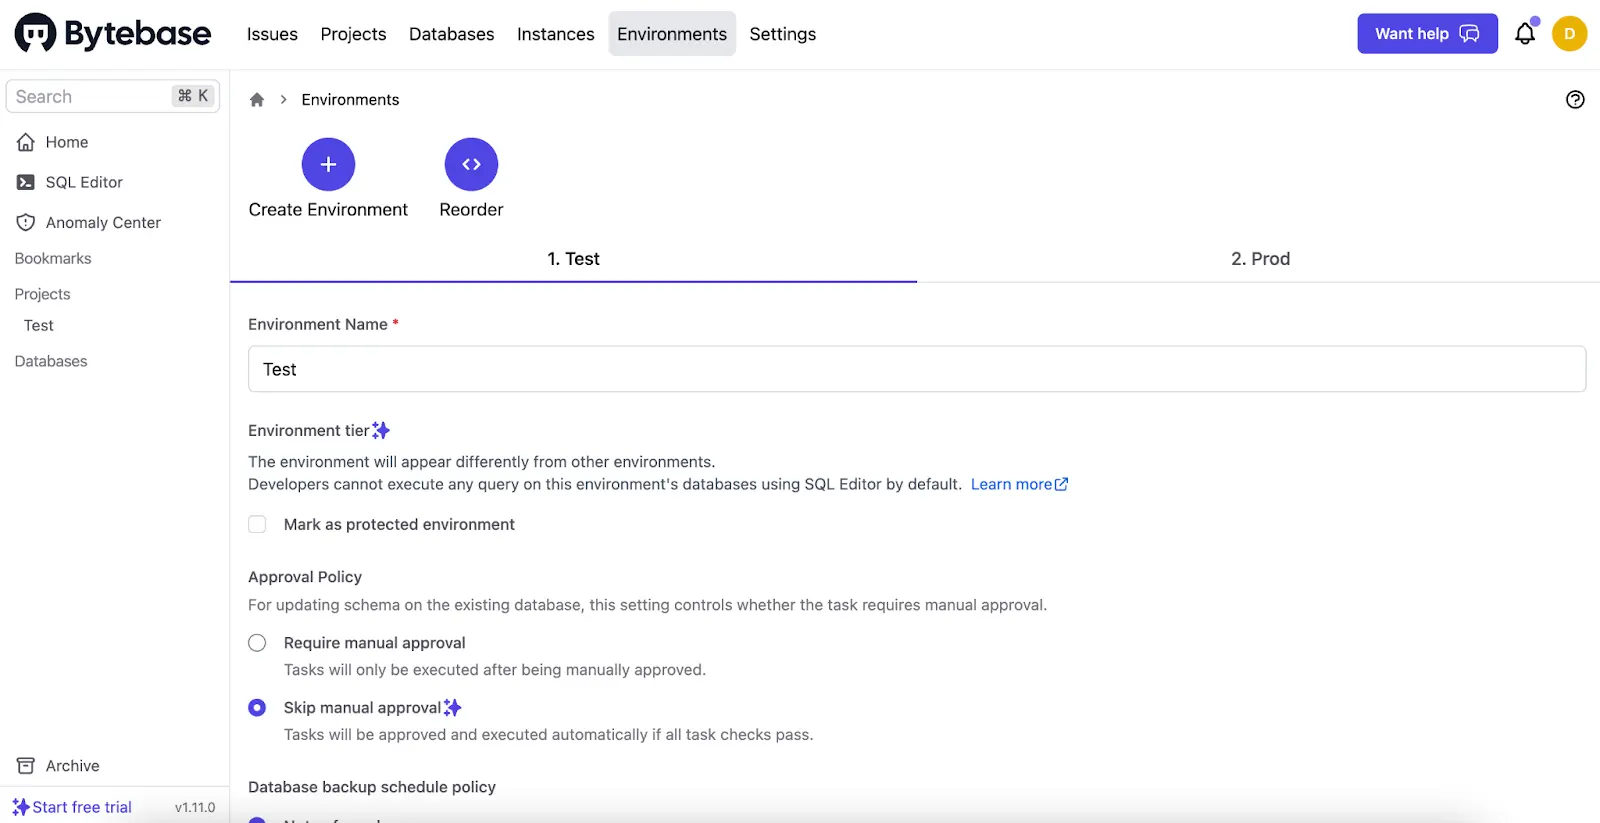 Bytebase
Issues Projects Databases Instances Environments Settings
Want help
D
Search ⌘ K
Home
SQL Editor
Anomaly Center
Bookmarks
Projects
Test
Databases
Archive
Start free trial v1.11.0
Environments
Create Environment Reorder
1. Test 2. Prod
Environment Name *
Test
Environment tier
The environment will appear differently from other environments.
Developers cannot execute any query on this environment's databases using SQL Editor by default. Learn more
Mark as protected environment
Approval Policy
For updating schema on the existing database, this setting controls whether the task requires manual approval.
Require manual approval
Tasks will only be executed after being manually approved.
Skip manual approval
Tasks will be approved and executed automatically if all task checks pass.
Database backup schedule policy